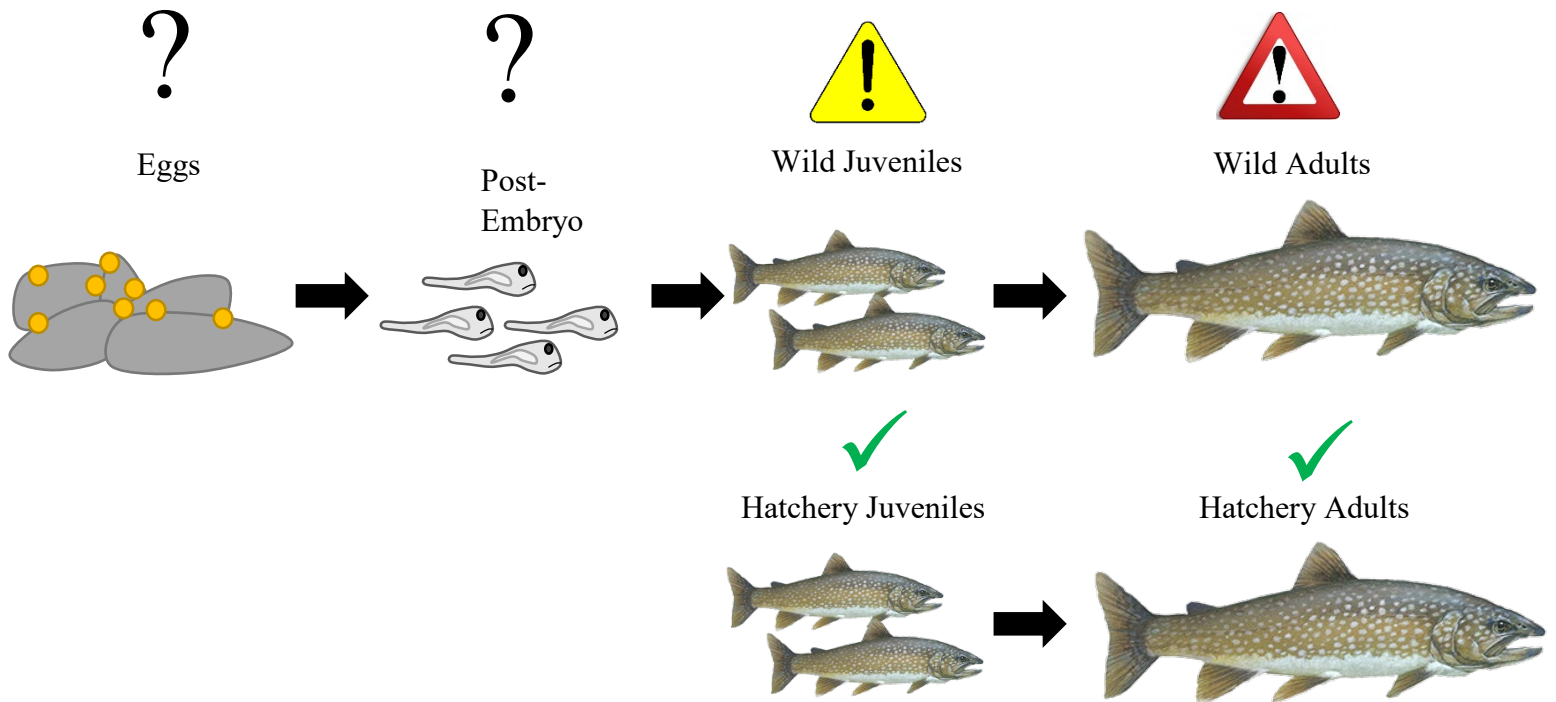 ?
?
!
!
Eggs
Post-
Embryo
Wild Juveniles
Wild Adults
Hatchery Juveniles
Hatchery Adults